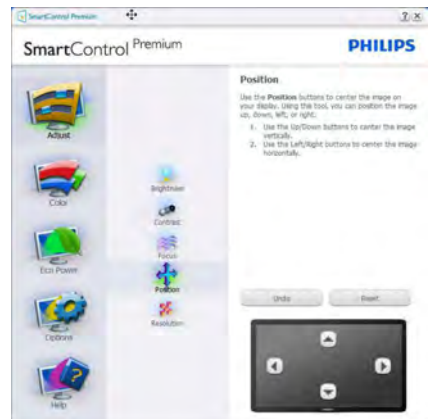 SmartControl Premium
SmartControl Premium
PHILIPS
Adjust
Color
Eco Power
Options
Help
Brightness
Contrast
Focus
Position
Resolution
Position
Use the Position buttons to center the image on
your display. Using the tool, you can position the image
up, down, left, or right.
1. Use the Up/Down buttons to center the image
vertically.
2. Use the Left/Right buttons to center the image
horizontally.
Undo
Reset